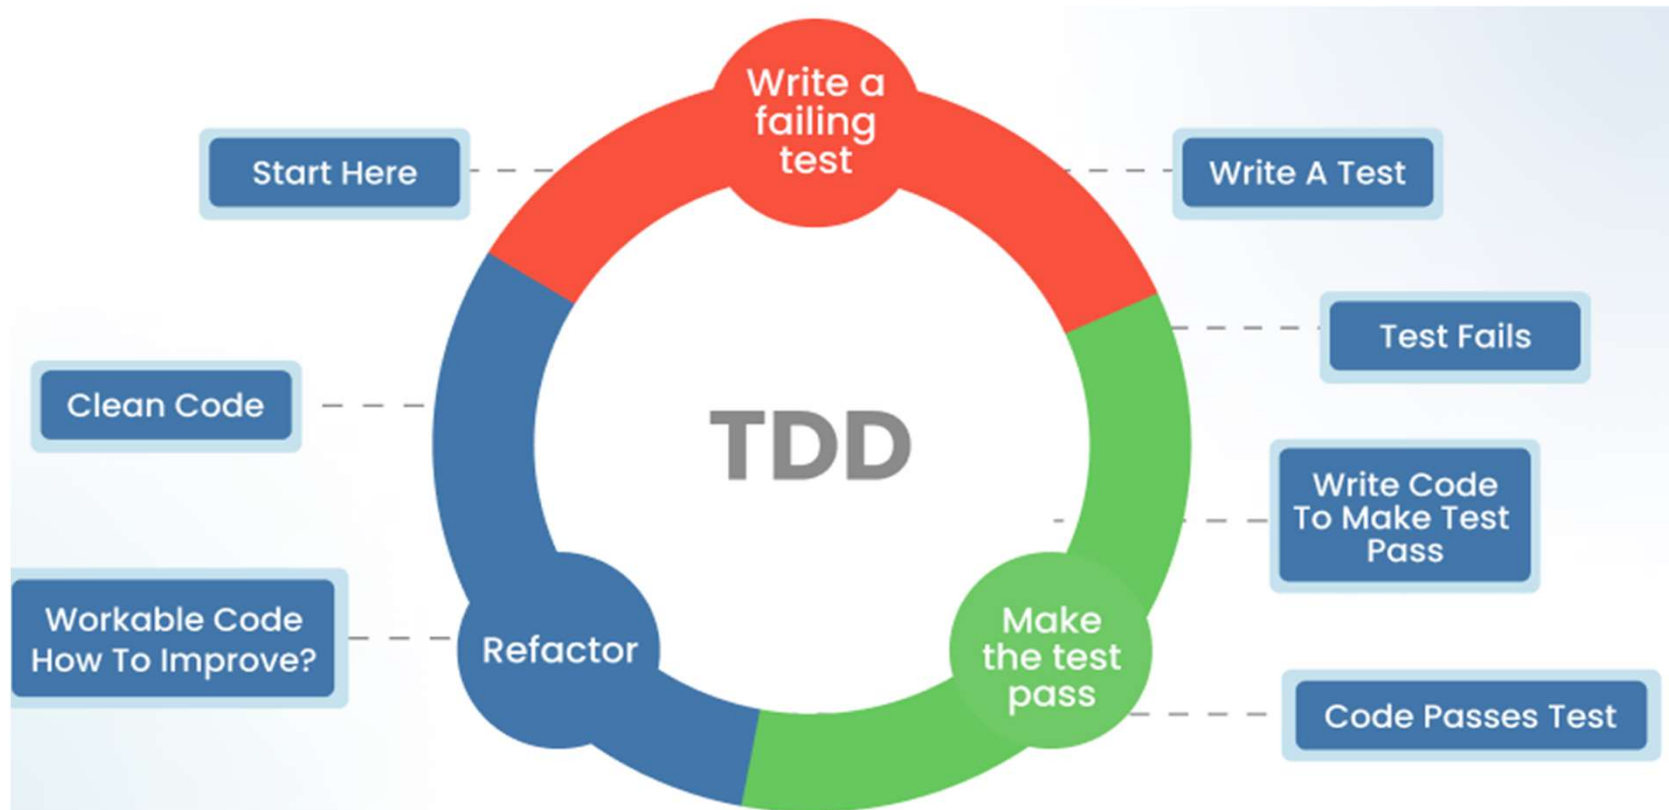 Write a
failing
test
Start Here
Write A Test
Test Fails
Clean Code
TDD
Write Code
To Make Test
Pass
Workable Code
How To Improve?
Refactor
Make
the test
pass
Code Passes Test